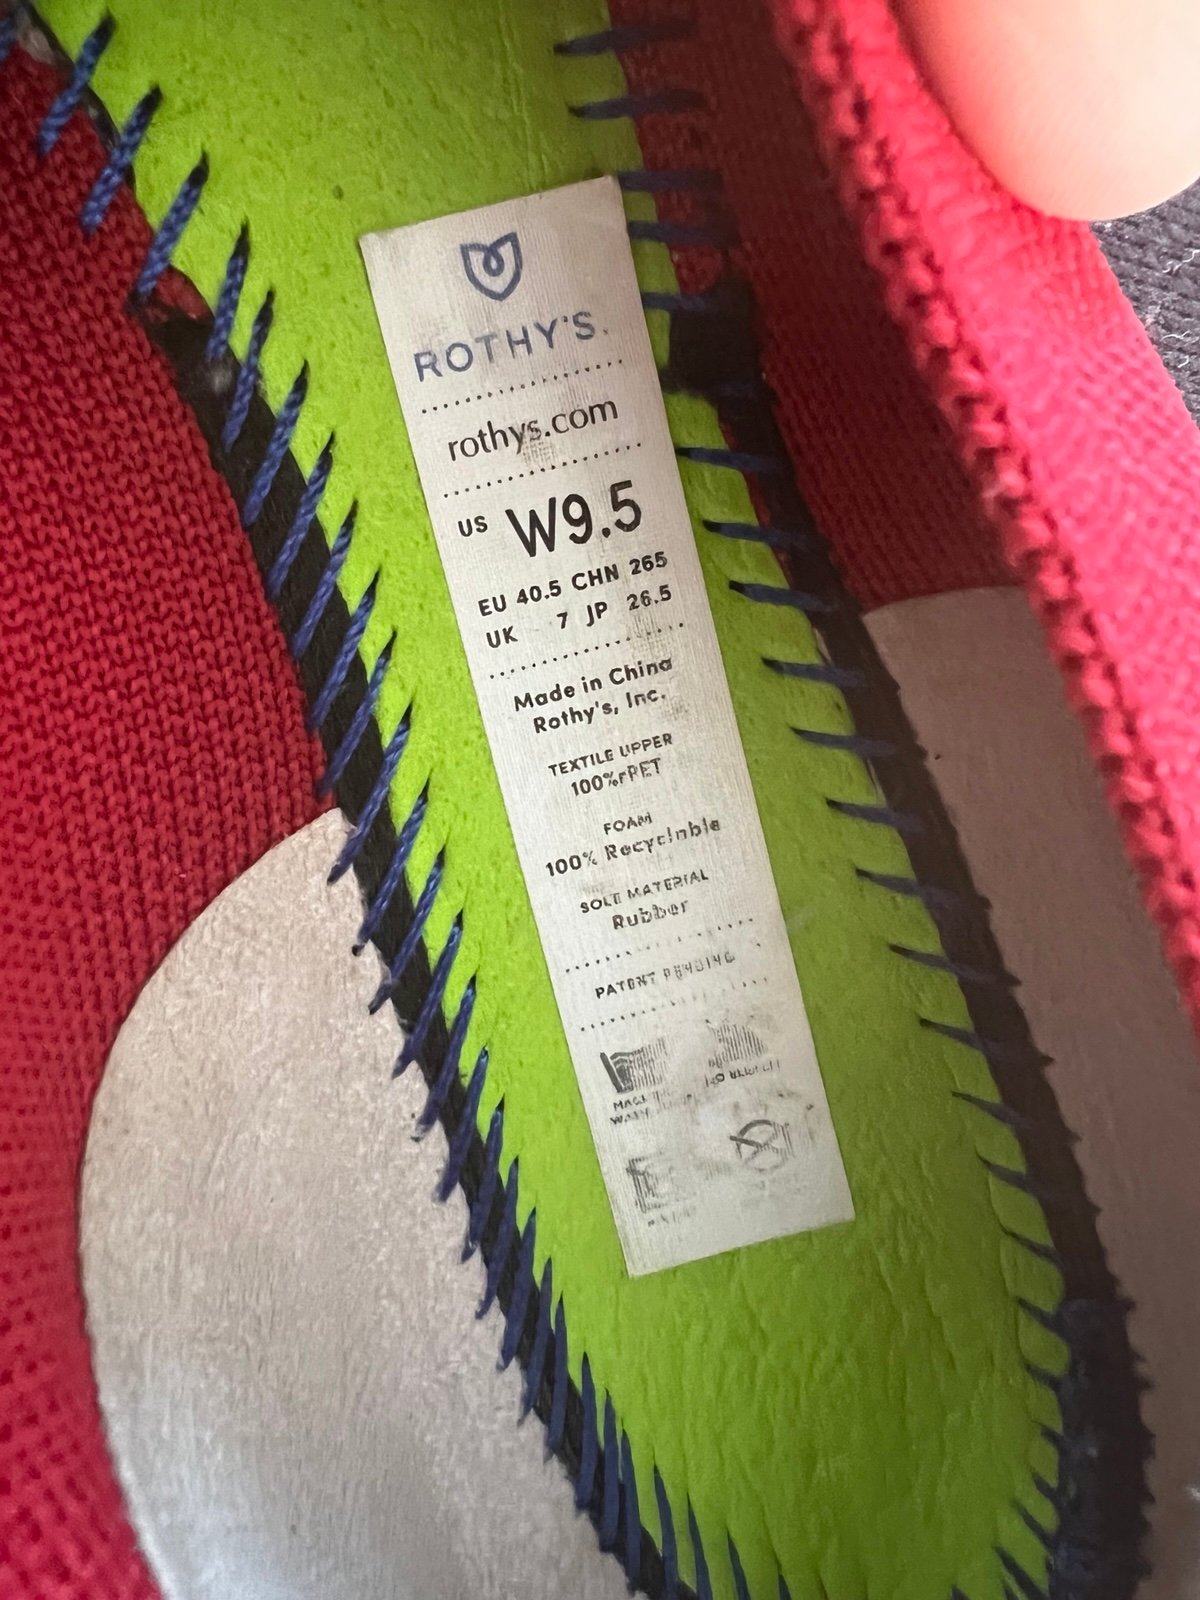 ROTHY'S.
rothys.com
US W9.5
EU 40.5 CHN 265
UK 7 JP 26.5
Made in China
Rothy's, Inc.
TEXTILE UPPER
100% rPET
FOAM
100% Recyclable
SOLE MATERIAL
Rubber
PATENT PENDING